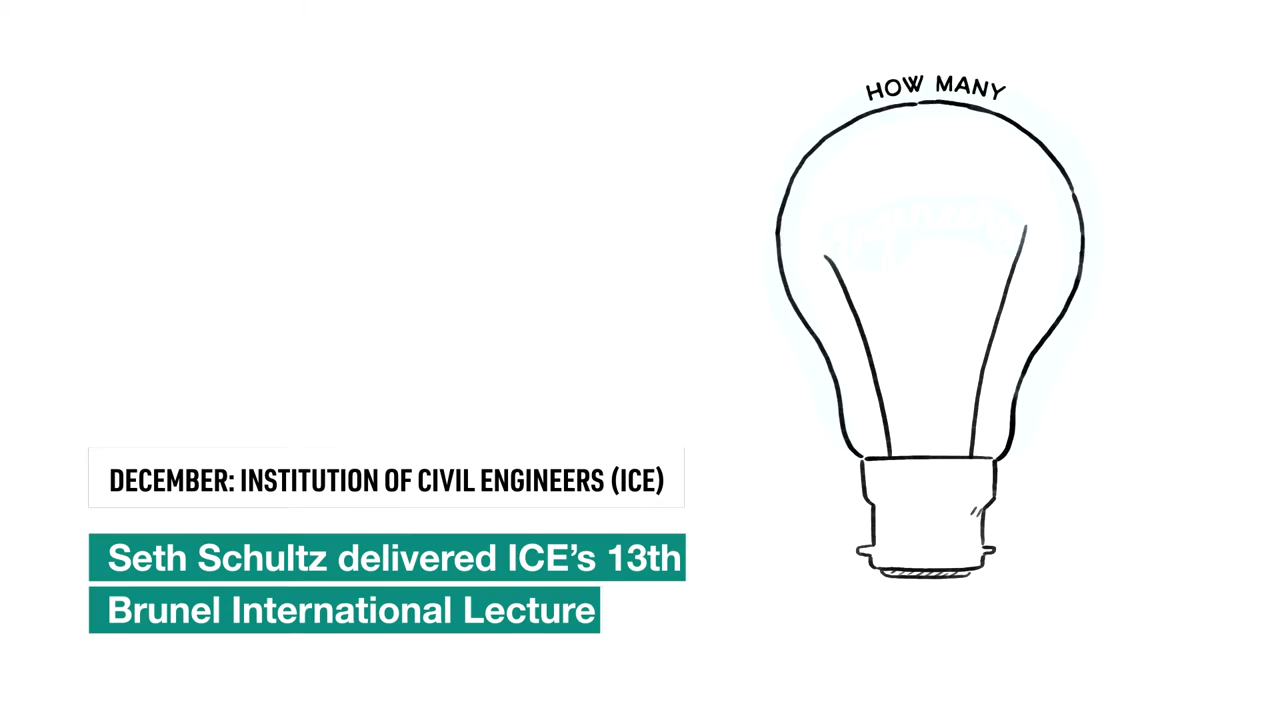 HOW MANY
DECEMBER: INSTITUTION OF CIVIL ENGINEERS (ICE)
Seth Schultz delivered ICE’s 13th
Brunel International Lecture